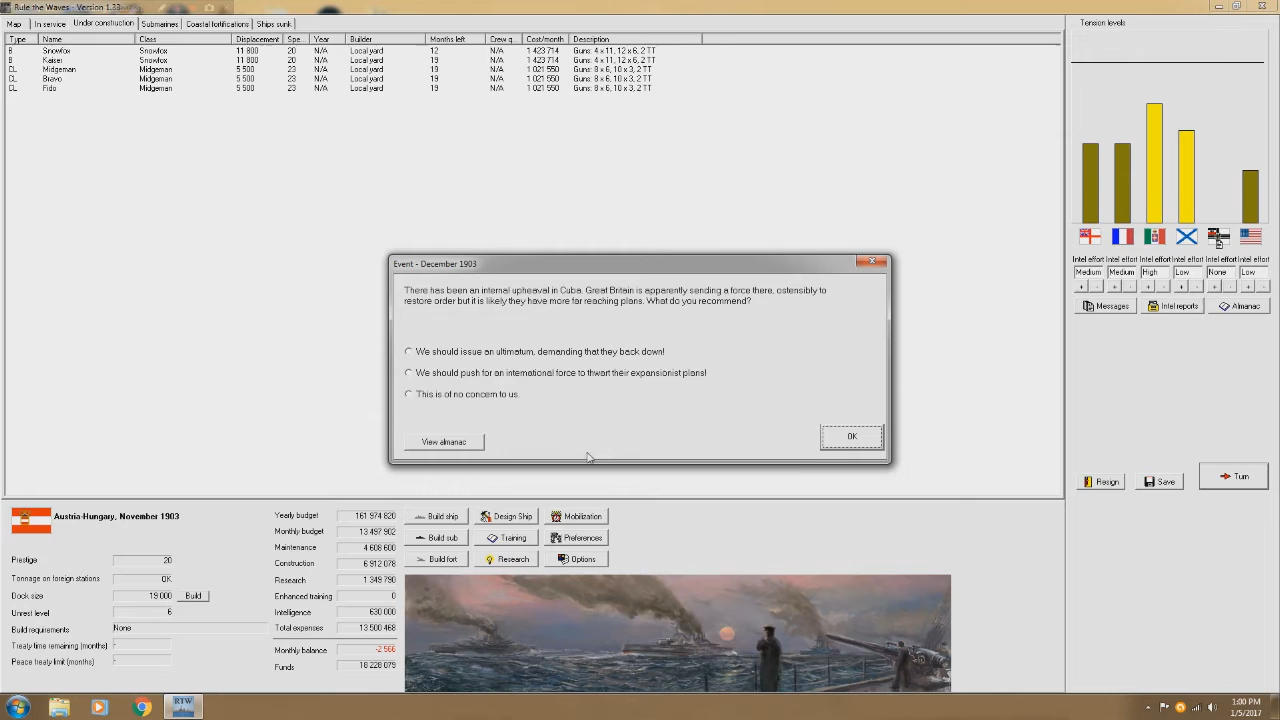 Rule the Waves - Version 1.33
Map In service Under construction Submarines Coastal fortifications Ships sunk
Type Name Class Displacement Spe... Year Builder Months left Crew q... Cost/month Description
B Snowfox Snowfox 11 800 20 N/A Local yard 12 N/A 1 423 714 Guns: 4 x 11, 12 x 6, 2 TT
B Kaiser Snowfox 11 800 20 N/A Local yard 19 N/A 1 423 714 Guns: 4 x 11, 12 x 6, 2 TT
CL Midgeman Midgeman 5 500 23 N/A Local yard 19 N/A 1 021 550 Guns: 8 x 6, 10 x 3, 2 TT
CL Bravo Midgeman 5 500 23 N/A Local yard 19 N/A 1 021 550 Guns: 8 x 6, 10 x 3, 2 TT
CL Fido Midgeman 5 500 23 N/A Local yard 19 N/A 1 021 550 Guns: 8 x 6, 10 x 3, 2 TT
Tension levels
Intel effort Intel effort Intel effort Intel effort Intel effort Intel effort
Medium Medium High Low None Low
+ - + - + - + - + - + -
Messages Intel reports Almanac
Event - December 1903
There has been an internal upheaval in Cuba. Great Britain is apparently sending a force there, ostensibly to
restore order but it is likely they have more far reaching plans. What do you recommend?
We should issue an ultimatum, demanding that they back down!
We should push for an international force to thwart their expansionist plans!
This is of no concern to us.
View almanac
OK
Resign Save Turn
Austria-Hungary, November 1903
Prestige 20
Tonnage on foreign stations OK
Dock size 19 000 Build
Unrest level 6
Build requirements None
Treaty time remaining (months) -
Peace treaty limit (months) -
Yearly budget 161 974 820
Monthly budget 13 497 902
Maintenance 4 608 600
Construction 6 912 078
Research 1 349 790
Enhanced training 0
Intelligence 630 000
Total expenses 13 500 468
Monthly balance -2 566
Funds 18 228 079
Build ship Design Ship Mobilization
Build sub Training Preferences
Build fort Research Options
RTW
1:00 PM
1/5/2017